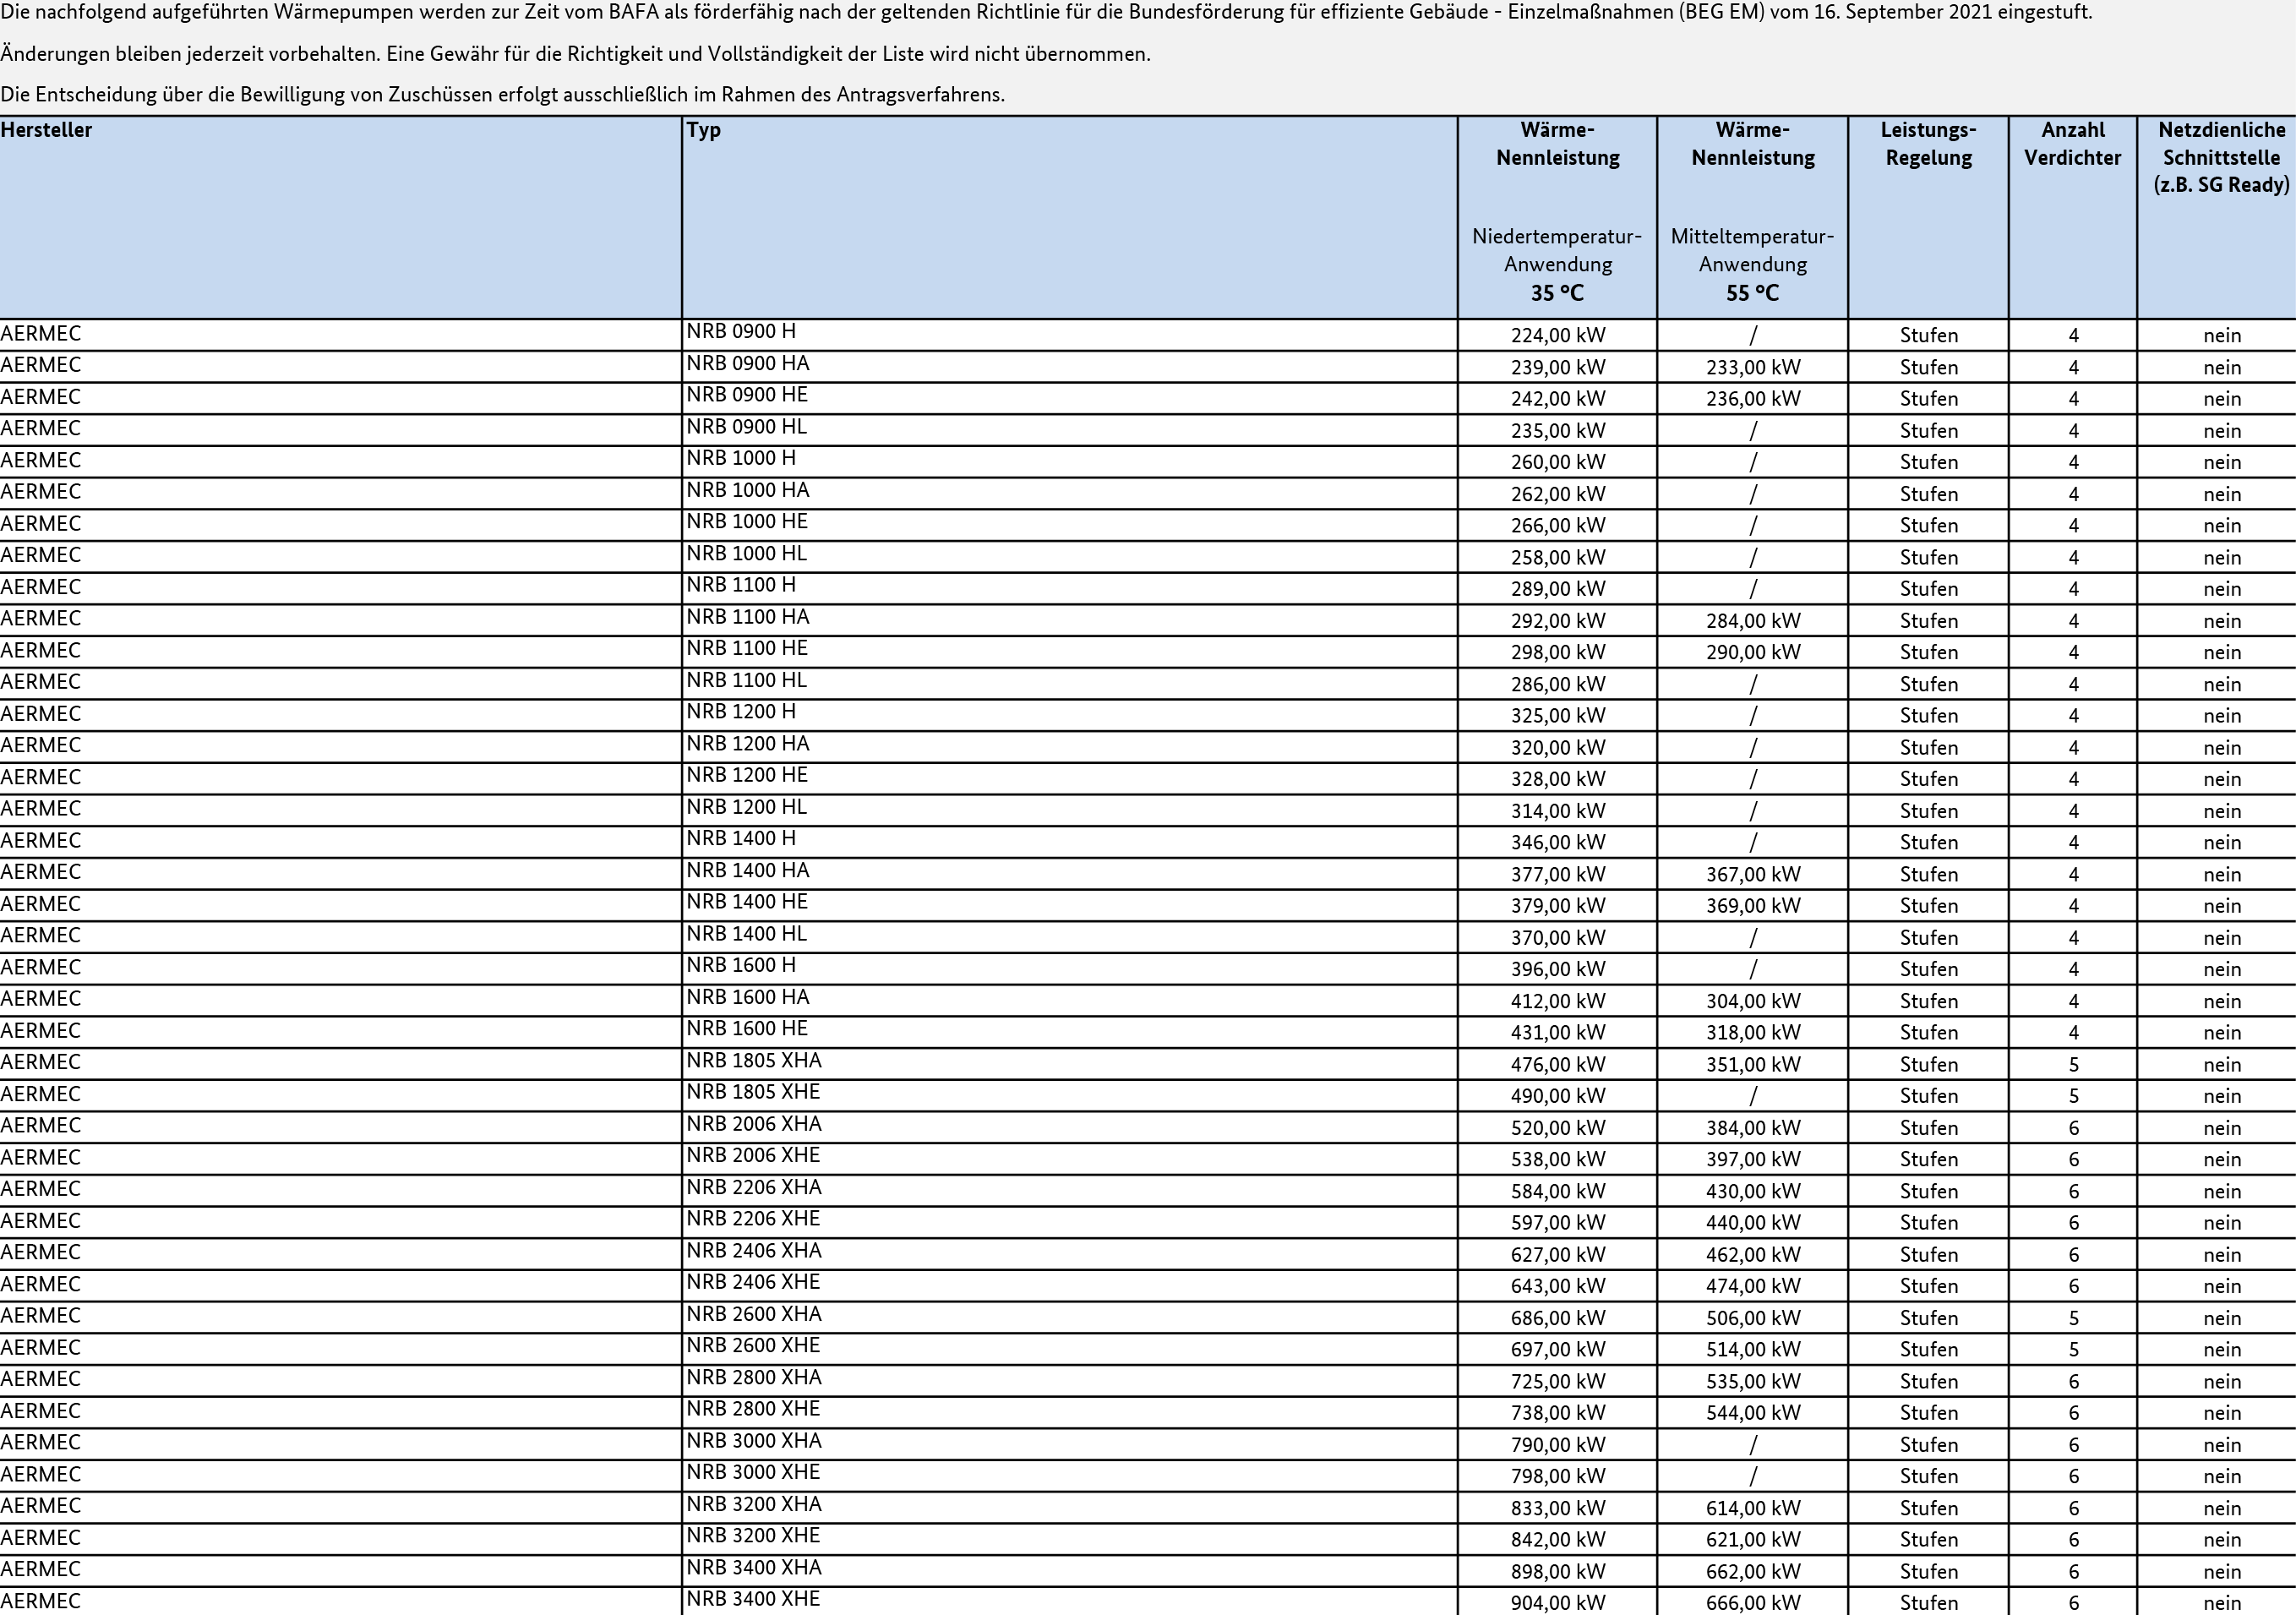 Die nachfolgend aufgeführten Wärmepumpen werden zur Zeit vom BAFA als förderfähig nach der geltenden Richtlinie für die Bundesförderung für effiziente Gebäude - Einzelmaßnahmen (BEG EM) vom 16. September 2021 eingestuft.
Änderungen bleiben jederzeit vorbehalten. Eine Gewähr für die Richtigkeit und Vollständigkeit der Liste wird nicht übernommen.
Die Entscheidung über die Bewilligung von Zuschüssen erfolgt ausschließlich im Rahmen des Antragsverfahrens.
Hersteller Typ Wärme- Wärme- Leistungs- Anzahl Netzdienliche
Nennleistung Nennleistung Regelung Verdichter Schnittstelle
(z.B. SG Ready)
Niedertemperatur- Mitteltemperatur-
Anwendung Anwendung
35 °C 55 °C
AERMEC NRB 0900 H 224,00 kW / Stufen 4 nein
AERMEC NRB 0900 HA 239,00 kW 233,00 kW Stufen 4 nein
AERMEC NRB 0900 HE 242,00 kW 236,00 kW Stufen 4 nein
AERMEC NRB 0900 HL 235,00 kW / Stufen 4 nein
AERMEC NRB 1000 H 260,00 kW / Stufen 4 nein
AERMEC NRB 1000 HA 262,00 kW / Stufen 4 nein
AERMEC NRB 1000 HE 266,00 kW / Stufen 4 nein
AERMEC NRB 1000 HL 258,00 kW / Stufen 4 nein
AERMEC NRB 1100 H 289,00 kW / Stufen 4 nein
AERMEC NRB 1100 HA 292,00 kW 284,00 kW Stufen 4 nein
AERMEC NRB 1100 HE 298,00 kW 290,00 kW Stufen 4 nein
AERMEC NRB 1100 HL 286,00 kW / Stufen 4 nein
AERMEC NRB 1200 H 325,00 kW / Stufen 4 nein
AERMEC NRB 1200 HA 320,00 kW / Stufen 4 nein
AERMEC NRB 1200 HE 328,00 kW / Stufen 4 nein
AERMEC NRB 1200 HL 314,00 kW / Stufen 4 nein
AERMEC NRB 1400 H 346,00 kW / Stufen 4 nein
AERMEC NRB 1400 HA 377,00 kW 367,00 kW Stufen 4 nein
AERMEC NRB 1400 HE 379,00 kW 369,00 kW Stufen 4 nein
AERMEC NRB 1400 HL 370,00 kW / Stufen 4 nein
AERMEC NRB 1600 H 396,00 kW / Stufen 4 nein
AERMEC NRB 1600 HA 412,00 kW 304,00 kW Stufen 4 nein
AERMEC NRB 1600 HE 431,00 kW 318,00 kW Stufen 4 nein
AERMEC NRB 1805 XHA 476,00 kW 351,00 kW Stufen 5 nein
AERMEC NRB 1805 XHE 490,00 kW / Stufen 5 nein
AERMEC NRB 2006 XHA 520,00 kW 384,00 kW Stufen 6 nein
AERMEC NRB 2006 XHE 538,00 kW 397,00 kW Stufen 6 nein
AERMEC NRB 2206 XHA 584,00 kW 430,00 kW Stufen 6 nein
AERMEC NRB 2206 XHE 597,00 kW 440,00 kW Stufen 6 nein
AERMEC NRB 2406 XHA 627,00 kW 462,00 kW Stufen 6 nein
AERMEC NRB 2406 XHE 643,00 kW 474,00 kW Stufen 6 nein
AERMEC NRB 2600 XHA 686,00 kW 506,00 kW Stufen 5 nein
AERMEC NRB 2600 XHE 697,00 kW 514,00 kW Stufen 5 nein
AERMEC NRB 2800 XHA 725,00 kW 535,00 kW Stufen 6 nein
AERMEC NRB 2800 XHE 738,00 kW 544,00 kW Stufen 6 nein
AERMEC NRB 3000 XHA 790,00 kW / Stufen 6 nein
AERMEC NRB 3000 XHE 798,00 kW / Stufen 6 nein
AERMEC NRB 3200 XHA 833,00 kW 614,00 kW Stufen 6 nein
AERMEC NRB 3200 XHE 842,00 kW 621,00 kW Stufen 6 nein
AERMEC NRB 3400 XHA 898,00 kW 662,00 kW Stufen 6 nein
AERMEC NRB 3400 XHE 904,00 kW 666,00 kW Stufen 6 nein